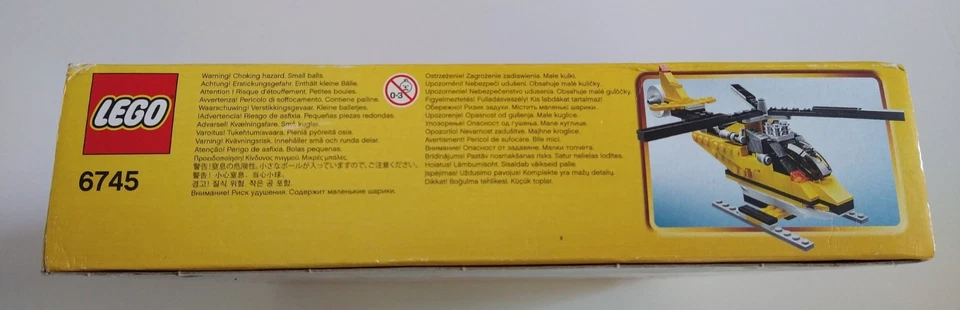 LEGO
6745
Warning! Choking hazard. Small balls.
Achtung! Erstickungsgefahr. Enthält kleine Bälle.
Attention ! Risque d'étouffement. Petites boules.
Avvertenza! Pericolo di soffocamento. Contiene palline.
Waarschuwing! Verstikkingsgevaar. Kleine balletjes.
¡Advertencia! Riesgo de asfixia. Pequeñas piezas redondas.
Advarsel! Kvælningsfare. Små kugler.
Varoitus! Tukehtumisvaara. Pieniä pyöreitä osia.
Varning! Kvävningsrisk. Innehåller små och runda delar.
Atenção! Perigo de asfixia. Bolas pequenas.
Προειδοποίηση! Κίνδυνος πνιγμού. Μικρές μπάλες.
警告!窒息の危険性。小さなボールが入っていますので、ご注意ください。
警告! 小心窒息。当心小球。
경고! 질식 위험. 작은 공 포함.
Внимание! Риск удушения. Содержит маленькие шарики.
0-3
Ostrzeżenie! Zagrożenie zadławienie. Małe kulki.
Upozornění! Nebezpečí udušení. Obsahuje malé kuličky.
Upozornenie! Nebezpečenstvo udusenia. Obsahuje malé guľôčky.
Figyelmeztetés! Fulladásveszély! Kis labdákat tartalmaz!
Обережно! Ризик задухи. Містить маленькі шарики.
Upozorenje! Opasnost od gušenja. Male kuglice.
Упозорење! Опасност од гушења. Мале куглице.
Opozorilo! Nevarnost zadušitve. Majhne kroglice.
Avertisment! Pericol de sufocare. Bile mici.
Внимание! Опасност от задавяне. Малки топчета.
Brīdinājums! Pastāv nosmakšanas risks. Satur nelielas lodītes.
Hoiatus! Lämbumisoht. Sisaldab väikseid palle.
Įspėjimas! Uždusimo pavojus! Komplekte yra mažų detalių.
Dikkat! Boğulma tehlikesi. Küçük toplar.